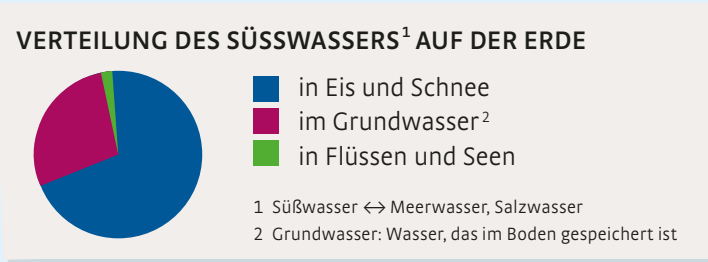 VERTEILUNG DES SÜSSWASSERS¹ AUF DER ERDE
in Eis und Schnee
im Grundwasser²
in Flüssen und Seen
1 Süßwasser ↔ Meerwasser, Salzwasser
2 Grundwasser: Wasser, das im Boden gespeichert ist